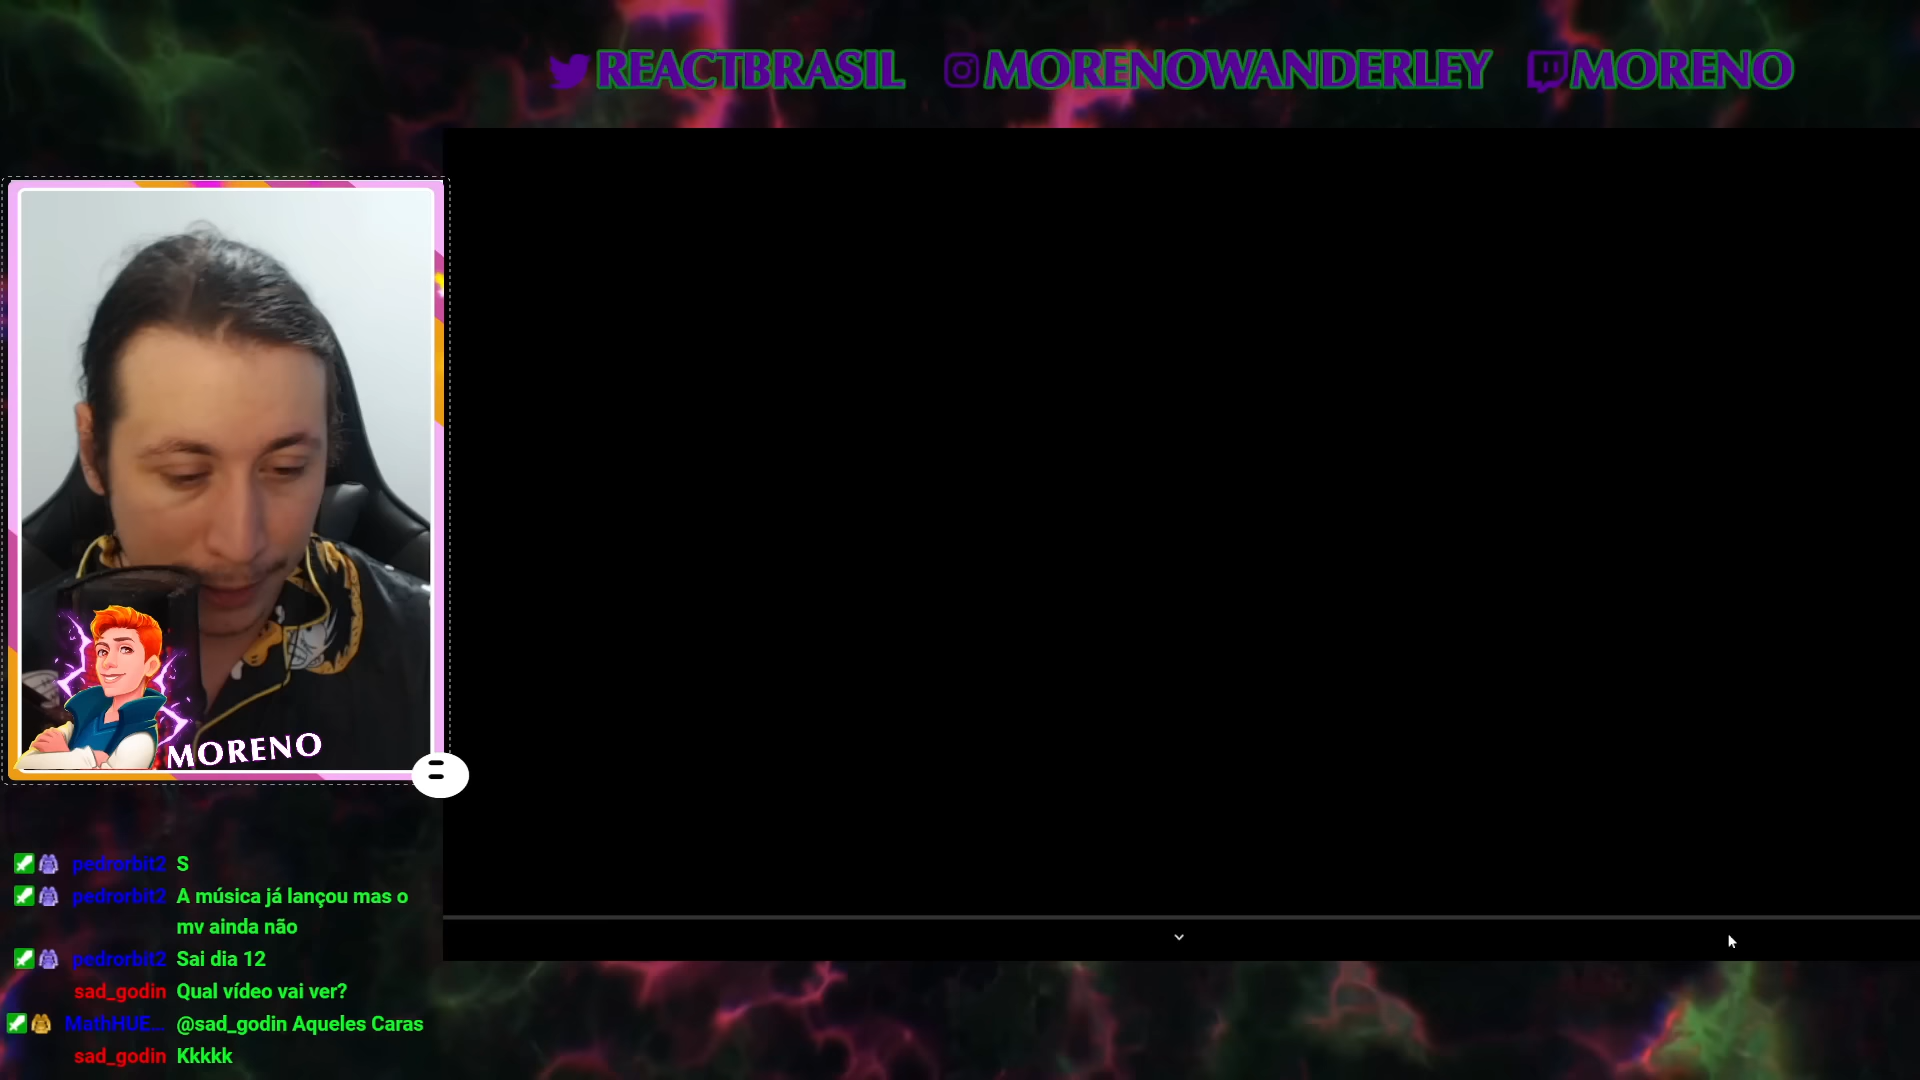 REACTBRASIL MORENOWANDERLEY MORENO
MORENO
pedrorbit2 S
pedrorbit2 A música já lançou mas o
mv ainda não
pedrorbit2 Sai dia 12
sad_godin Qual vídeo vai ver?
MathHUE... @sad_godin Aqueles Caras
sad_godin Kkkkk